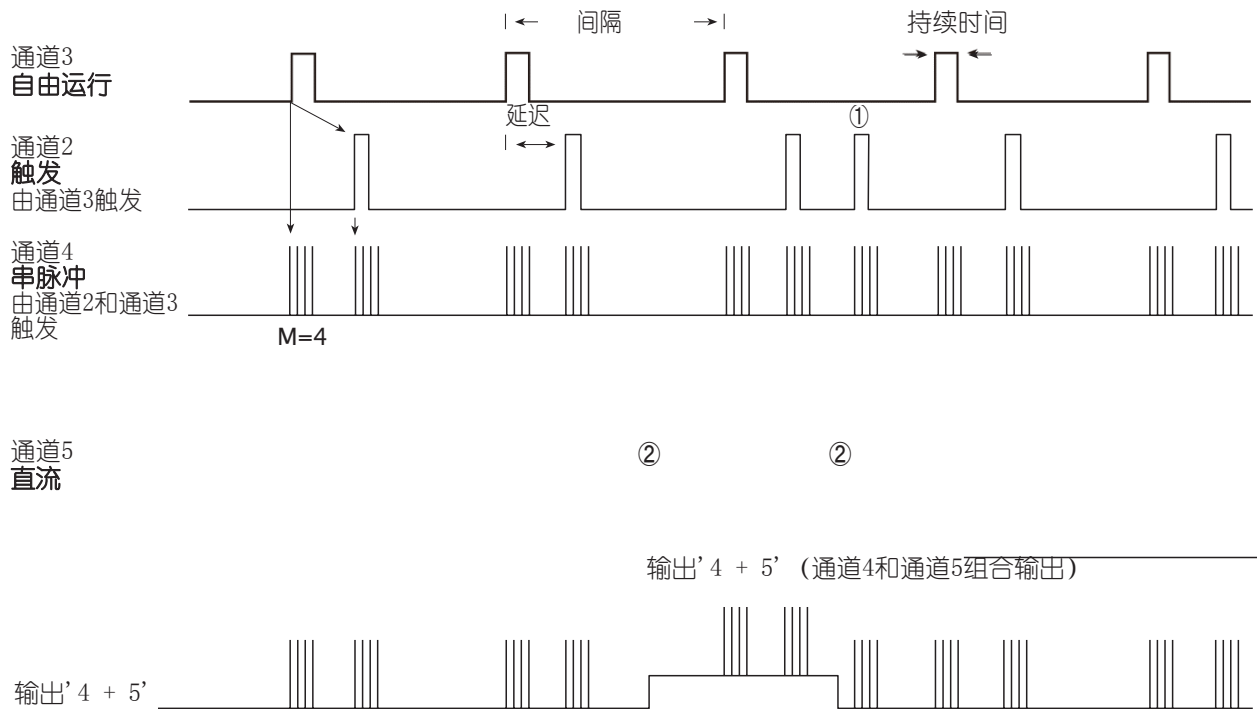 间隔
持续时间
通道3
自由运行
延迟
①
通道2
触发
由通道3触发
通道4
串脉冲
由通道2和通道3
触发
M=4
通道5
直流
②
②
输出'4 + 5' (通道4和通道5组合输出)
输出'4 + 5'